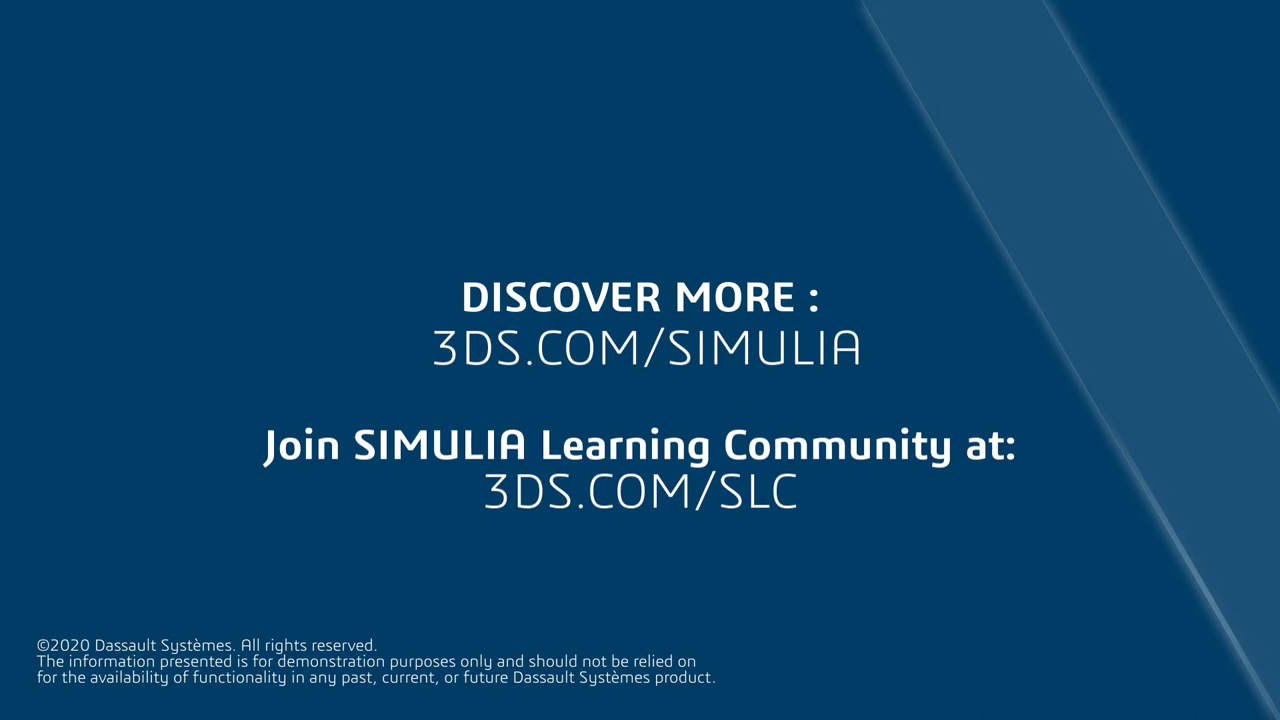 DISCOVER MORE :
3DS.COM/SIMULIA
Join SIMULIA Learning Community at:
3DS.COM/SLC
©2020 Dassault Systèmes. All rights reserved.
The information presented is for demonstration purposes only and should not be relied on
for the availability of functionality in any past, current, or future Dassault Systèmes product.